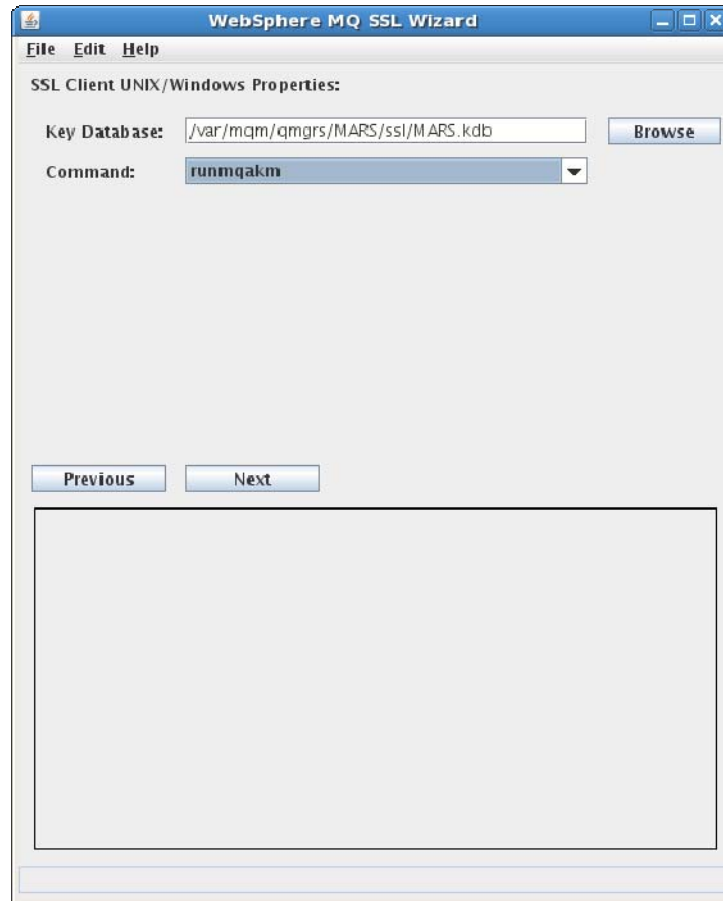 WebSphere MQ SSL Wizard
File Edit Help
SSL Client UNIX/Windows Properties:
Key Database: /var/mqm/qmgrs/MARS/ssl/MARS.kdb Browse
Command: runmqakm
Previous Next